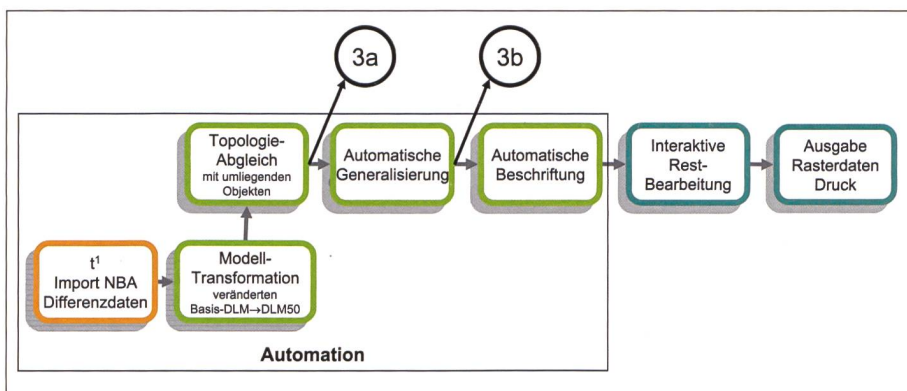 3a
3b
Topologie-
Abgleich
mit umliegenden
Objekten
Automatische
Generalisierung
Automatische
Beschriftung
Interaktive
Rest-
Bearbeitung
Ausgabe
Rasterdaten
Druck
t¹
Import NBA
Differenzdaten
Modell-
Transformation
veränderten
Basis-DLM→DLM50
Automation